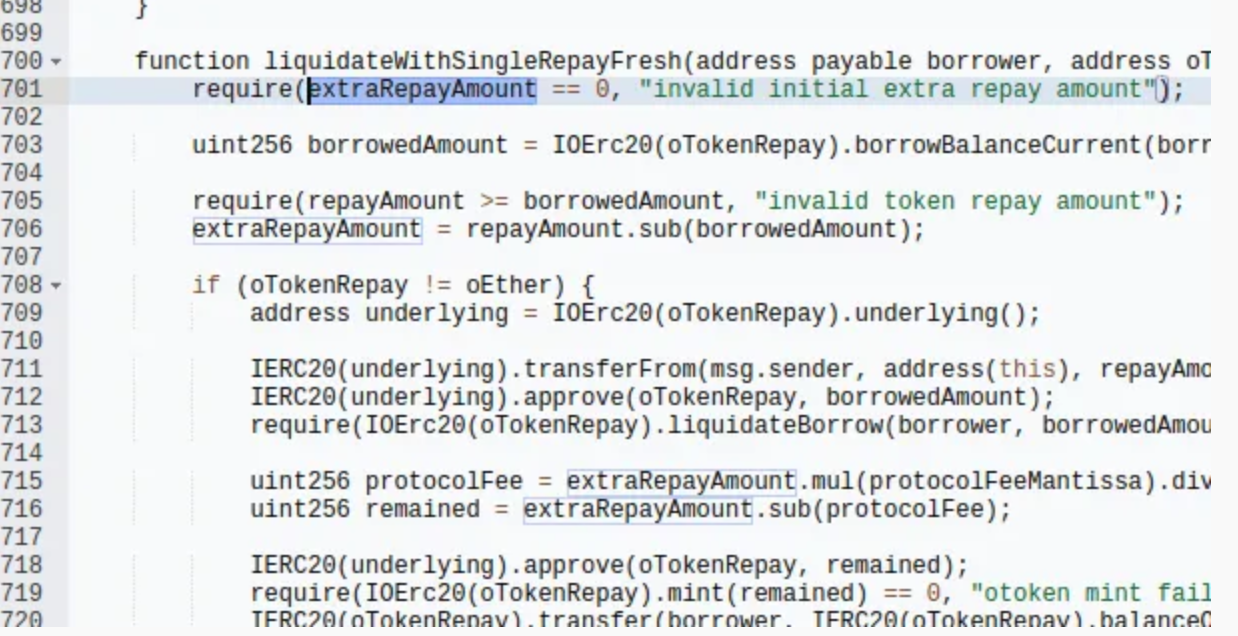 698     }
699
700     function liquidateWithSingleRepayFresh(address payable borrower, address oT
701         require(extraRepayAmount == 0, "invalid initial extra repay amount");
702
703         uint256 borrowedAmount = IOErc20(oTokenRepay).borrowBalanceCurrent(borr
704
705         require(repayAmount >= borrowedAmount, "invalid token repay amount");
706         extraRepayAmount = repayAmount.sub(borrowedAmount);
707
708         if (oTokenRepay != oEther) {
709             address underlying = IOErc20(oTokenRepay).underlying();
710
711             IERC20(underlying).transferFrom(msg.sender, address(this), repayAmo
712             IERC20(underlying).approve(oTokenRepay, borrowedAmount);
713             require(IOErc20(oTokenRepay).liquidateBorrow(borrower, borrowedAmou
714
715             uint256 protocolFee = extraRepayAmount.mul(protocolFeeMantissa).div
716             uint256 remained = extraRepayAmount.sub(protocolFee);
717
718             IERC20(underlying).approve(oTokenRepay, remained);
719             require(IOErc20(oTokenRepay).mint(remained) == 0, "otoken mint fail
720             IERC20(oTokenRepay).transfer(borrower, IERC20(oTokenRepay).balanceO